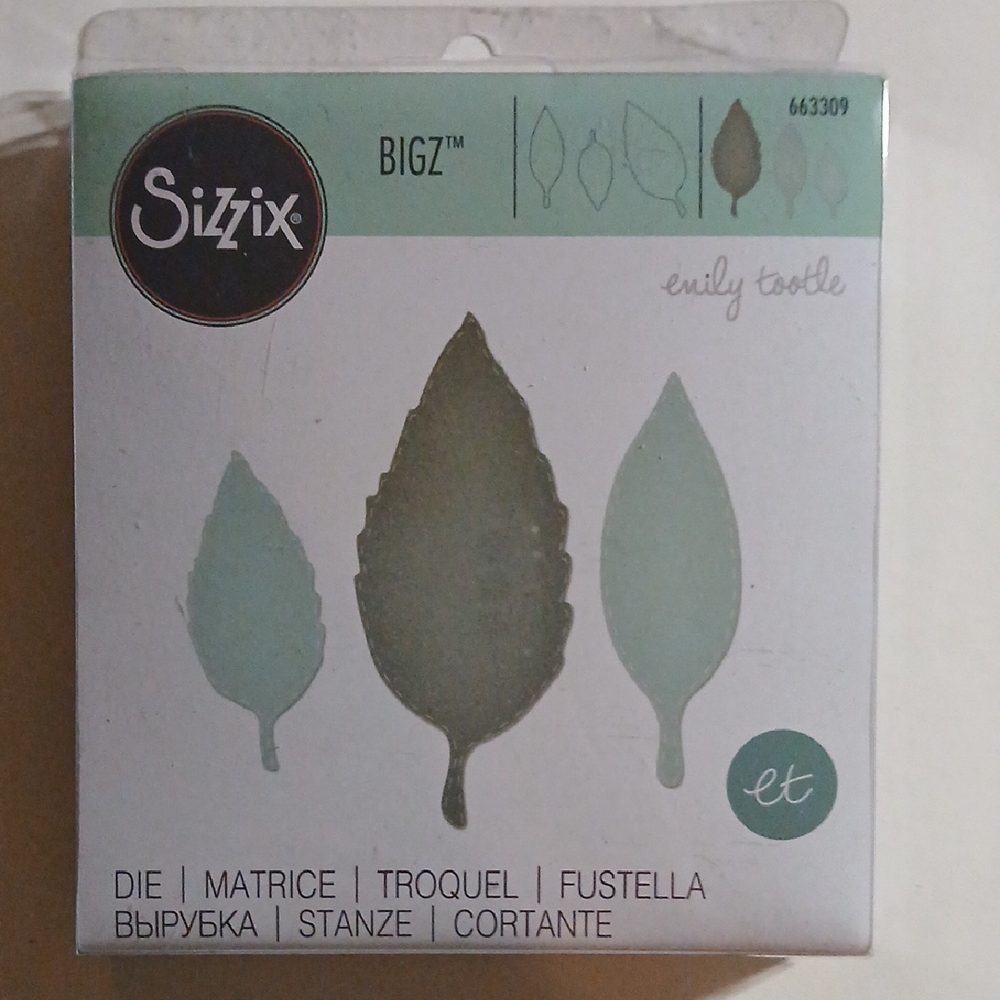 Sizzix®
BIGZ™
663309
emily tootle
et
DIE | MATRICE | TROQUEL | FUSTELLA
ВЫРУБКА | STANZE | CORTANTE